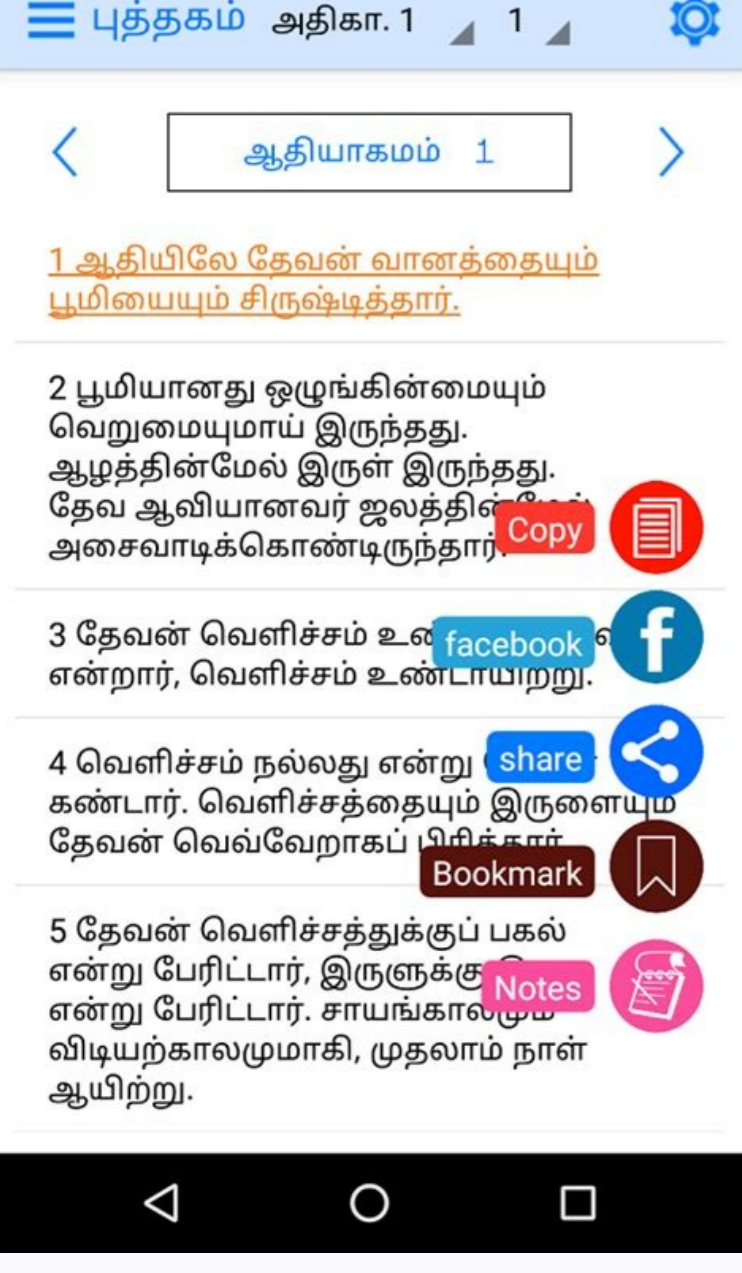 புத்தகம் அதிகா. 1 1
ஆதியாகமம் 1
1 ஆதியிலே தேவன் வானத்தையும்
பூமியையும் சிருஷ்டித்தார்.
2 பூமியானது ஒழுங்கின்மையும்
வெறுமையுமாய் இருந்தது.
ஆழத்தின்மேல் இருள் இருந்தது.
தேவ ஆவியானவர் ஜலத்தின்மேல்
அசைவாடிக்கொண்டிருந்தார்.
Copy
3 தேவன் வெளிச்சம்
facebook
என்றார், வெளிச்சம் உண்டாயிற்று.
4 வெளிச்சம் நல்லது என்று
share
கண்டார். வெளிச்சத்தையும் இருளையும்
தேவன் வெவ்வேறாகப் பிரித்தார்
Bookmark
5 தேவன் வெளிச்சத்துக்குப் பகல்
என்று பேரிட்டார், இருளுக்கு
Notes
என்று பேரிட்டார். சாயங்காலமும்
விடியற்காலமுமாகி, முதலாம் நாள்
ஆயிற்று.